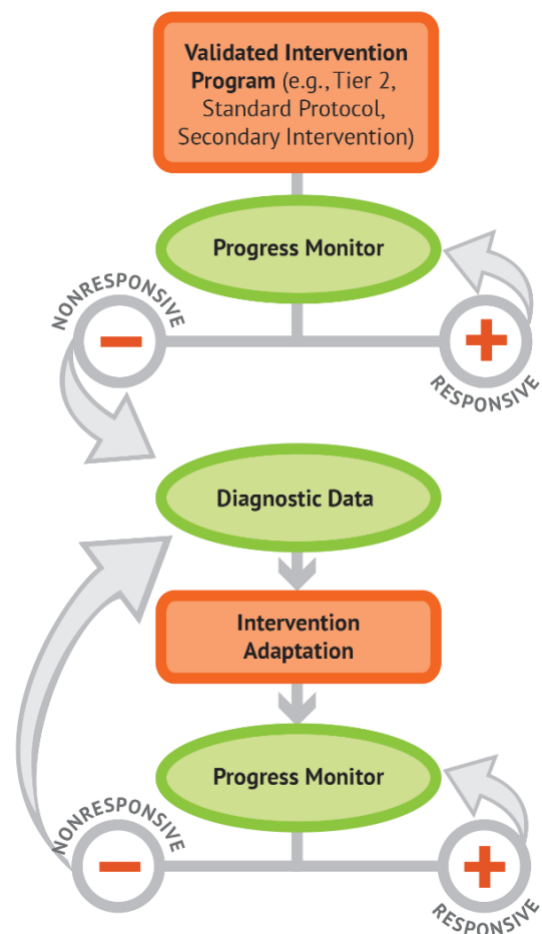 Validated Intervention
Program (e.g., Tier 2,
Standard Protocol,
Secondary Intervention)
Progress Monitor
NONRESPONSIVE
RESPONSIVE
Diagnostic Data
Intervention
Adaptation
Progress Monitor
NONRESPONSIVE
RESPONSIVE